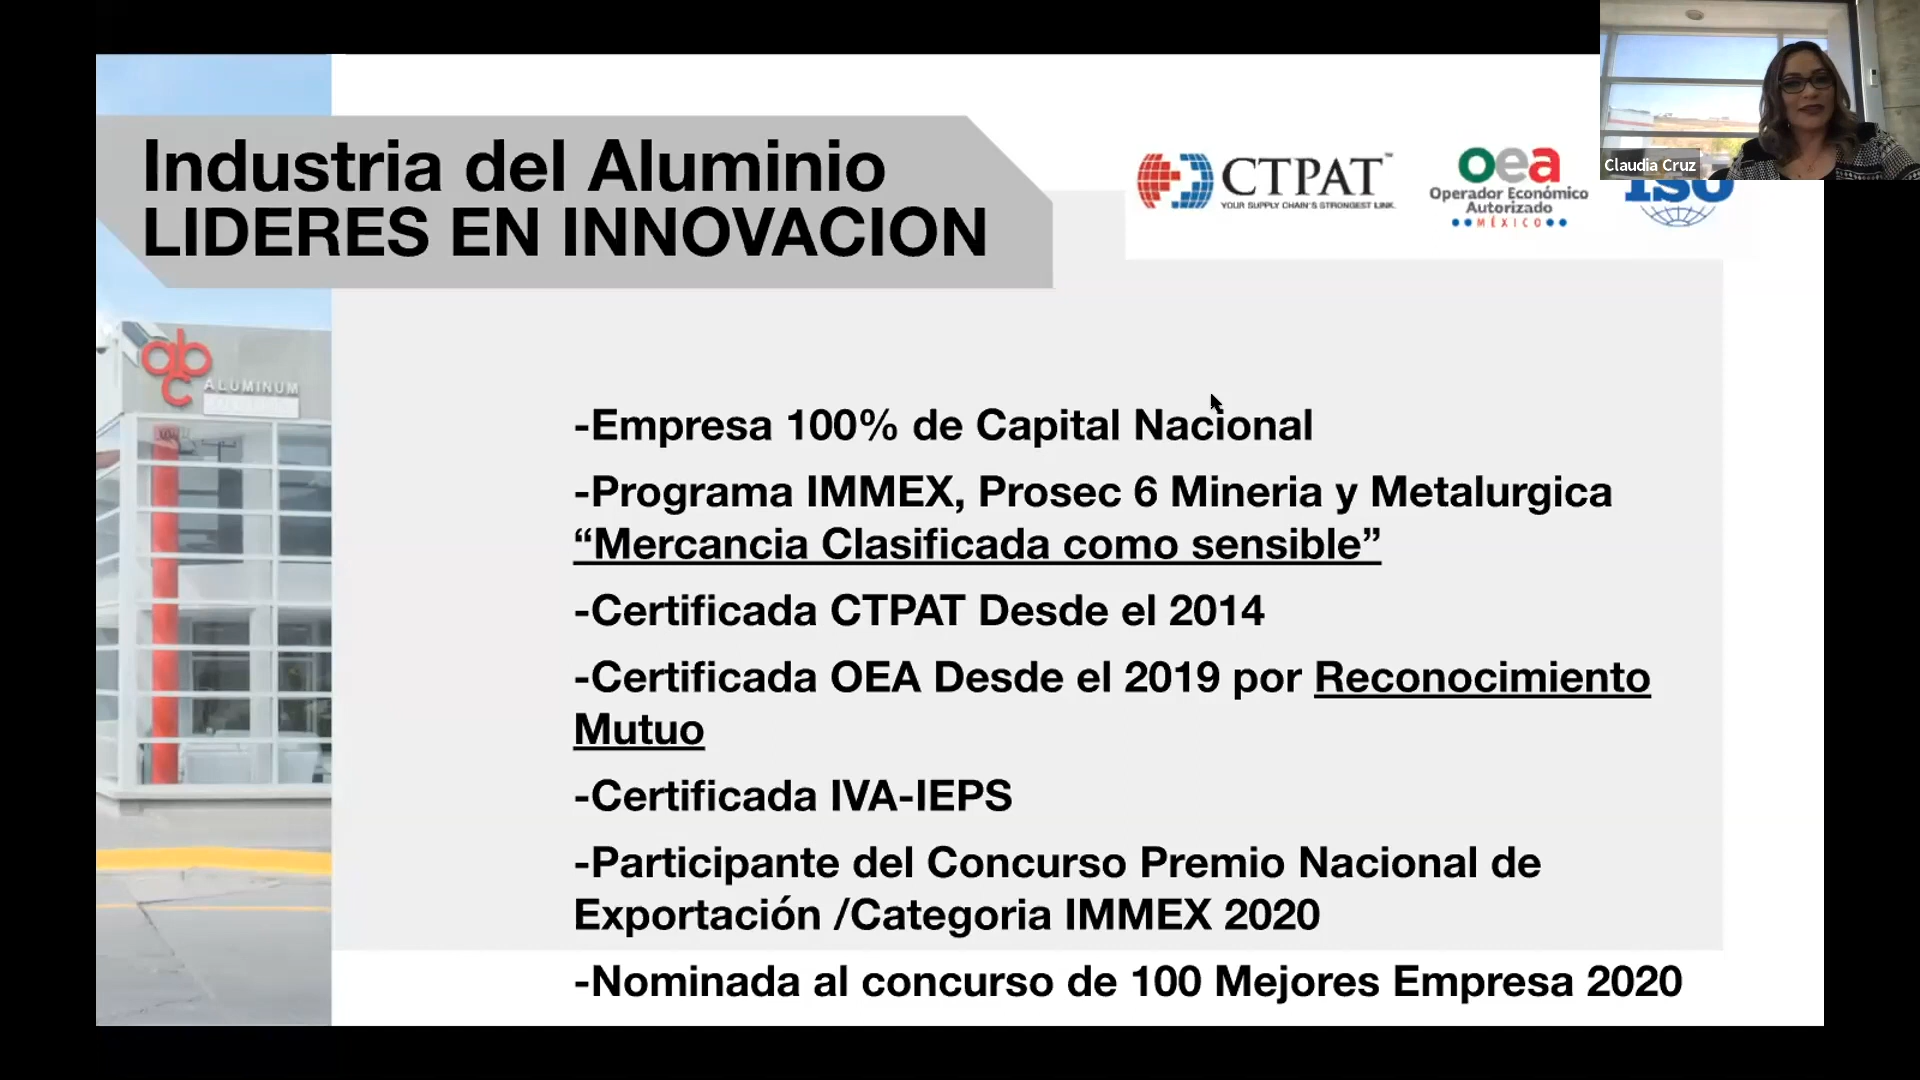 Industria del Aluminio
LIDERES EN INNOVACION
CTPAT™
YOUR SUPPLY CHAIN'S STRONGEST LINK.
oea
Operador Económico
Autorizado
MÉXICO
ISO
Claudia Cruz
abc
ALUMINUM
-Empresa 100% de Capital Nacional
-Programa IMMEX, Prosec 6 Mineria y Metalurgica
“Mercancia Clasificada como sensible”
-Certificada CTPAT Desde el 2014
-Certificada OEA Desde el 2019 por Reconocimiento
Mutuo
-Certificada IVA-IEPS
-Participante del Concurso Premio Nacional de
Exportación /Categoria IMMEX 2020
-Nominada al concurso de 100 Mejores Empresa 2020